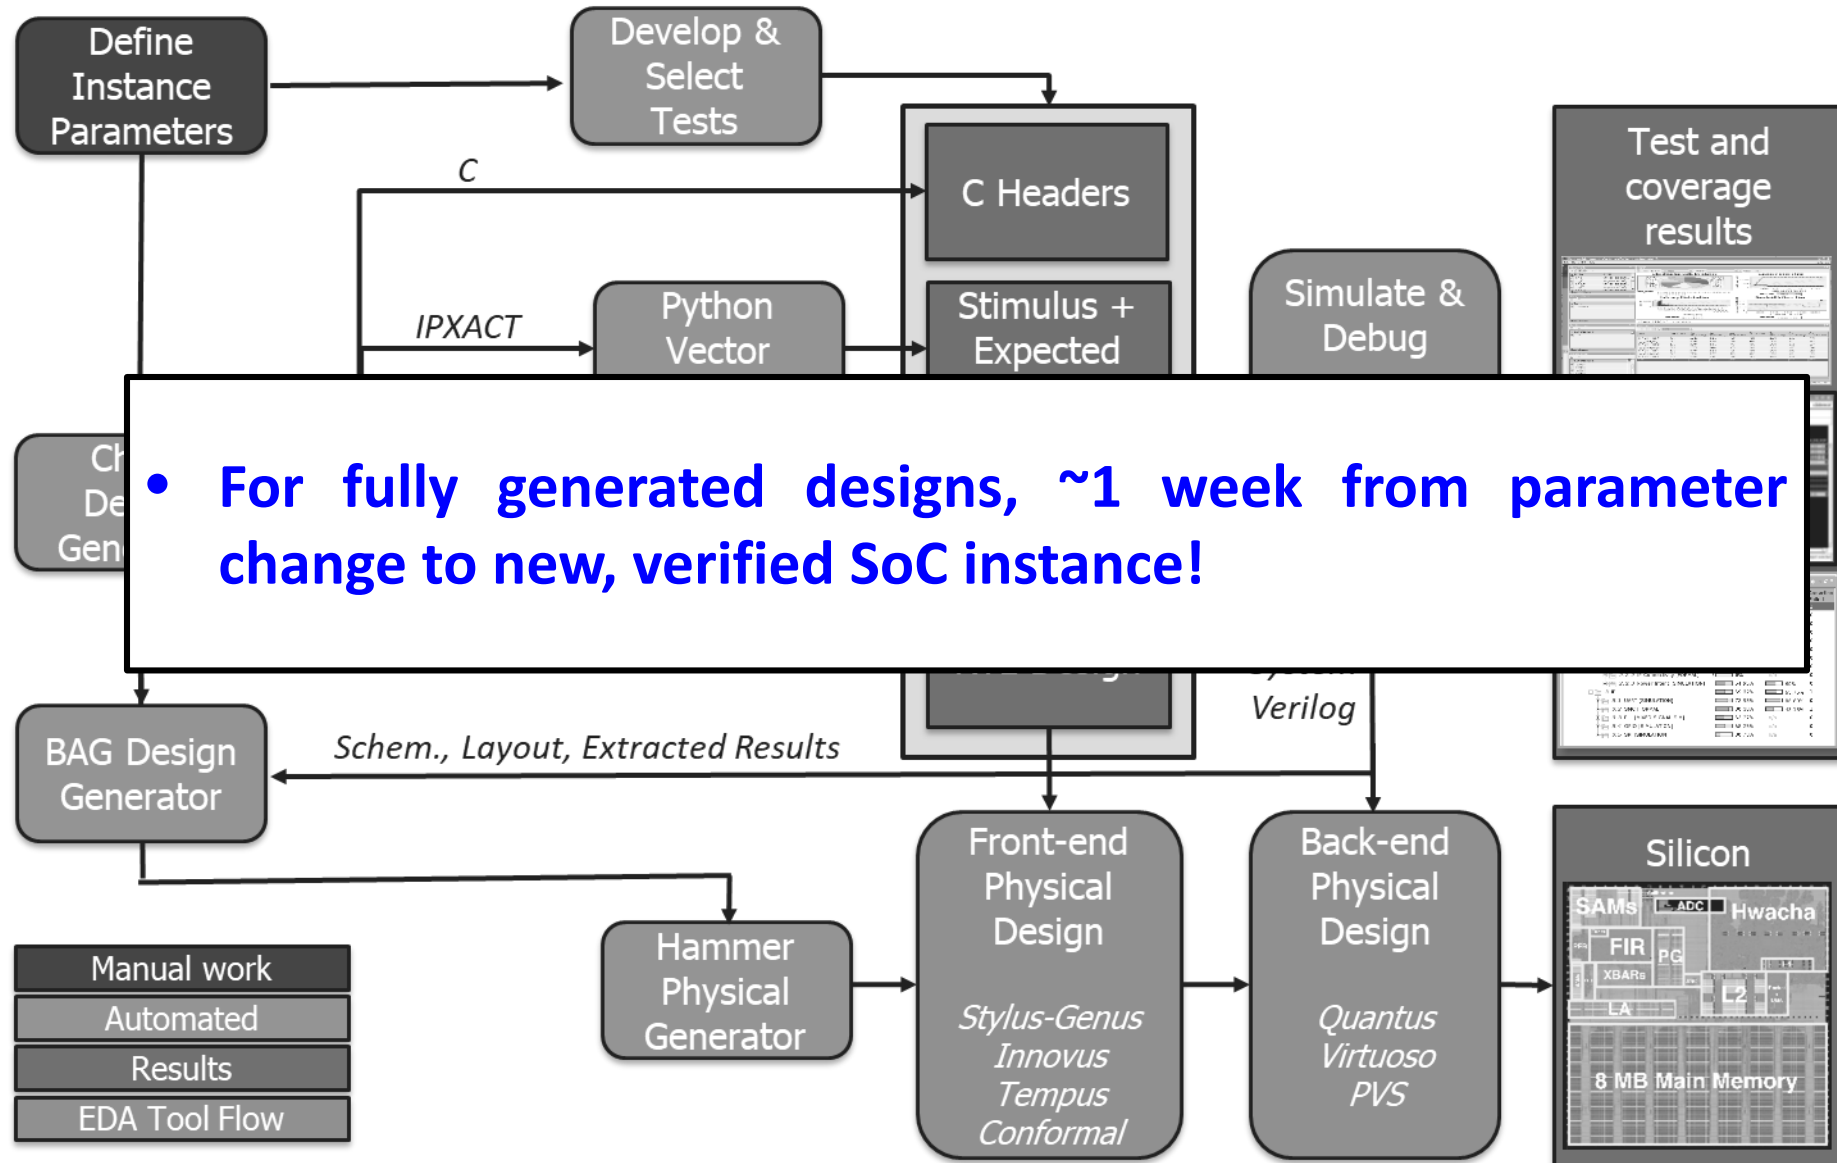 Define
Instance
Parameters
Develop &
Select
Tests
C
C Headers
Test and
coverage
results
IPXACT
Python
Vector
Stimulus +
Expected
Simulate &
Debug
• For fully generated designs, ~1 week from parameter
change to new, verified SoC instance!
Verilog
BAG Design
Generator
Schem., Layout, Extracted Results
Front-end
Physical
Design
Stylus-Genus
Innovus
Tempus
Conformal
Back-end
Physical
Design
Quantus
Virtuoso
PVS
Silicon
SAMs
ADC
Hwacha
FIR
PG
XBARs
L2
LA
8 MB Main Memory
Hammer
Physical
Generator
Manual work
Automated
Results
EDA Tool Flow